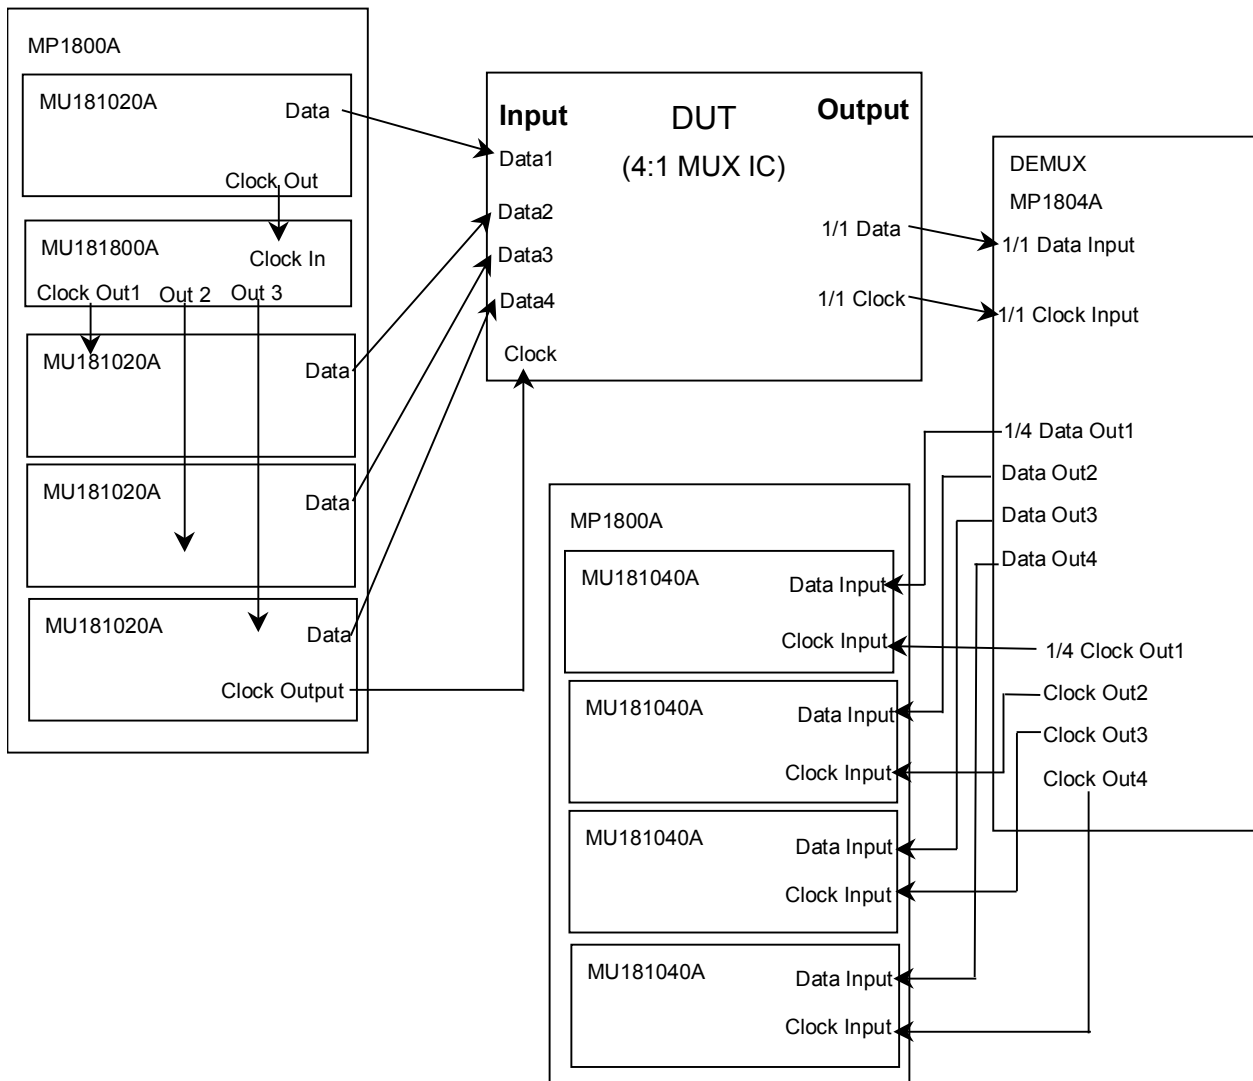 MP1800A
MU181020A
Data
Clock Out
MU181800A
Clock In
Clock Out1 Out 2 Out 3
MU181020A
Data
MU181020A
Data
MU181020A
Data
Clock Output
Input DUT Output
(4:1 MUX IC)
Data1
Data2
Data3
Data4
Clock
1/1 Data
1/1 Clock
DEMUX
MP1804A
1/1 Data Input
1/1 Clock Input
1/4 Data Out1
Data Out2
Data Out3
Data Out4
1/4 Clock Out1
Clock Out2
Clock Out3
Clock Out4
MP1800A
MU181040A
Data Input
Clock Input
MU181040A
Data Input
Clock Input
MU181040A
Data Input
Clock Input
MU181040A
Data Input
Clock Input